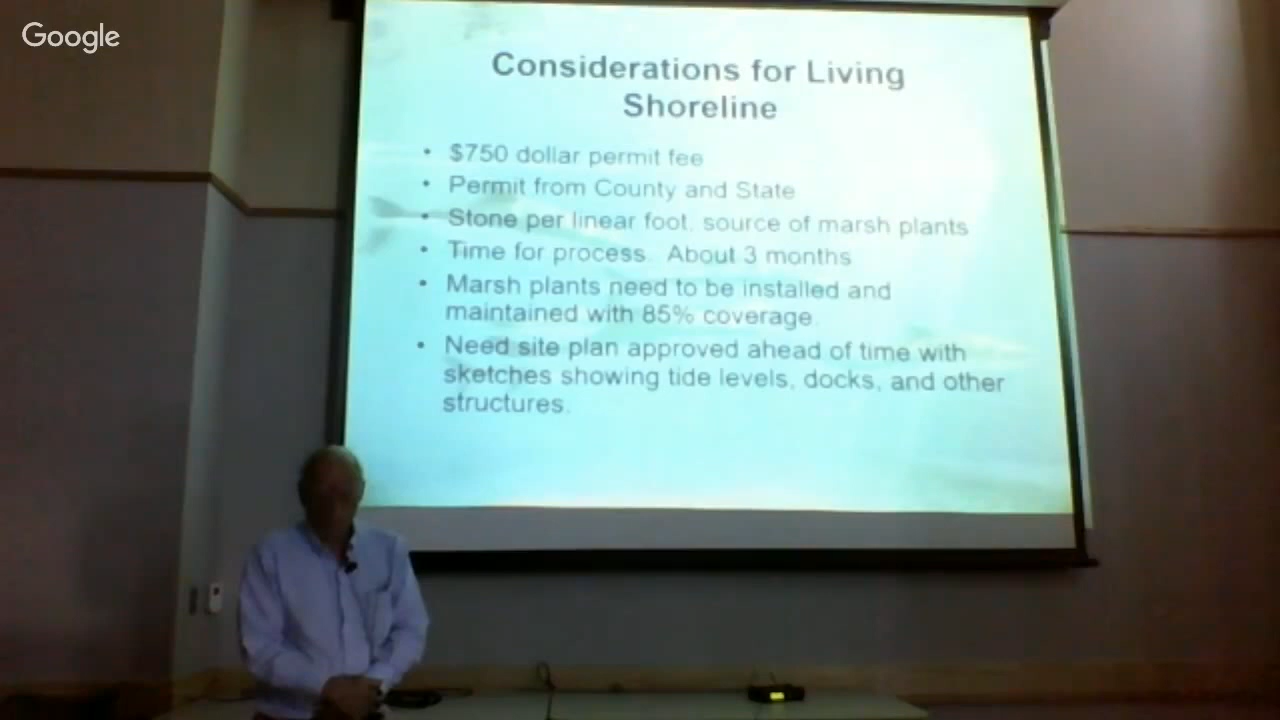 Google
Considerations for Living
Shoreline
• $750 dollar permit fee
• Permit from County and State
• Stone per linear foot, source of marsh plants
• Time for process. About 3 months
• Marsh plants need to be installed and
maintained with 85% coverage.
• Need site plan approved ahead of time with
sketches showing tide levels, docks, and other
structures.